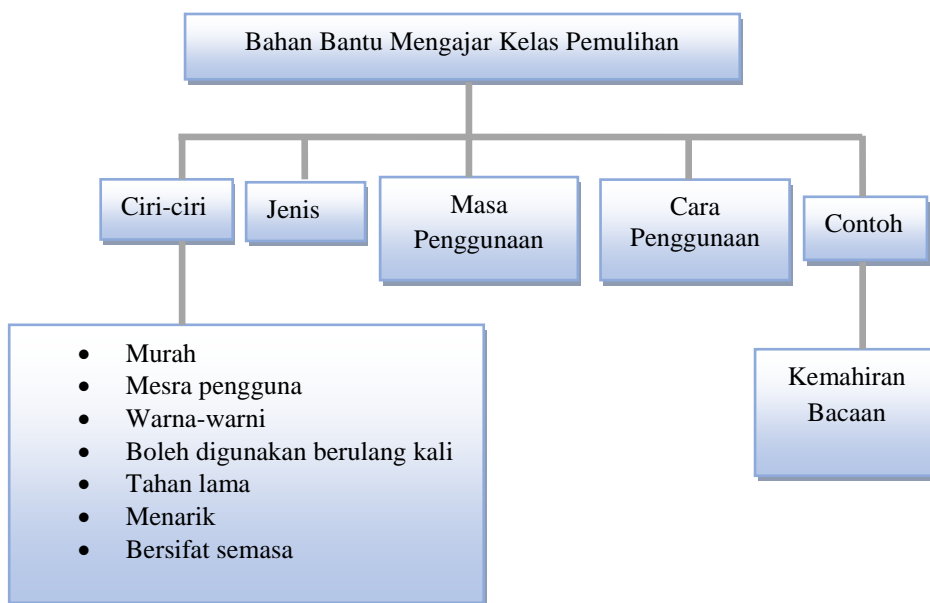 Bahan Bantu Mengajar Kelas Pemulihan
Ciri-ciri
Jenis
Masa
Penggunaan
Cara
Penggunaan
Contoh
• Murah
• Mesra pengguna
• Warna-warni
• Boleh digunakan berulang kali
• Tahan lama
• Menarik
• Bersifat semasa
Kemahiran
Bacaan